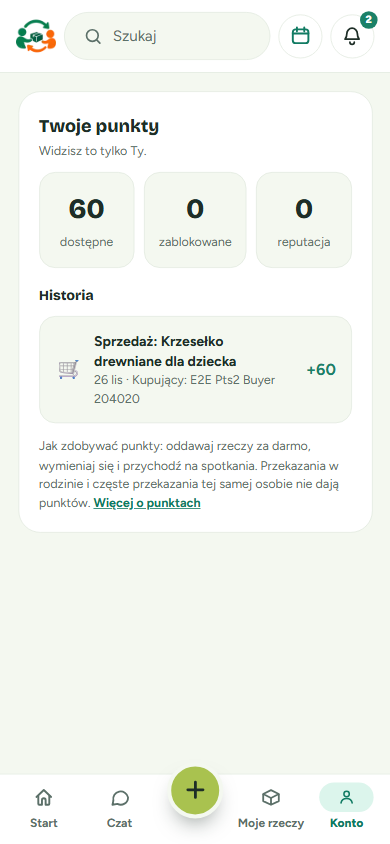 Szukaj
2
Twoje punkty
Widzisz to tylko Ty.
60
dostępne
0
zablokowane
0
reputacja
Historia
Sprzedaż: Krzesełko
drewniane dla dziecka
26 lis · Kupujący: E2E Pts2 Buyer
204020
+60
Jak zdobywać punkty: oddawaj rzeczy za darmo,
wymieniaj się i przychodź na spotkania. Przekazania w
rodzinie i częste przekazania tej samej osobie nie dają
punktów. Więcej o punktach
Start
Czat
Moje rzeczy
Konto